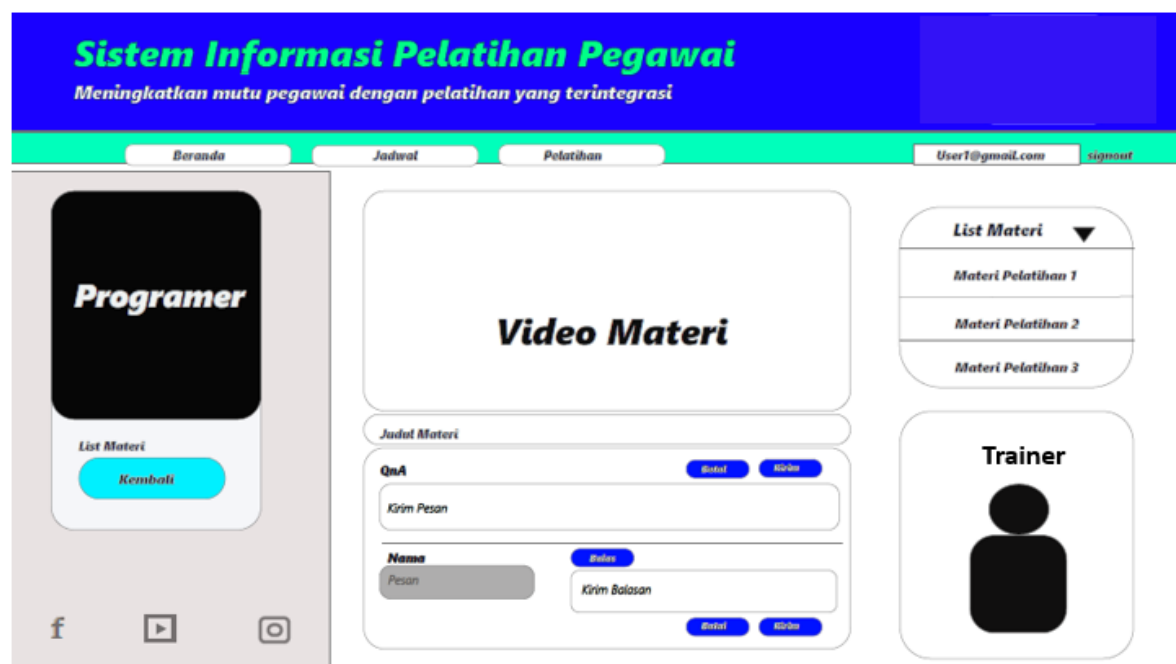 Sistem Informasi Pelatihan Pegawai
Meningkatkan mutu pegawai dengan pelatihan yang terintegrasi
Beranda
Jadwal
Pelatihan
User1@gmail.com
signout
Programer
List Materi
Kembali
f
Video Materi
Judul Materi
QnA
Batal
Kirim
Kirim Pesan
Nama
Balas
Pesan
Kirim Balasan
Batal
Kirim
List Materi
Materi Pelatihan 1
Materi Pelatihan 2
Materi Pelatihan 3
Trainer